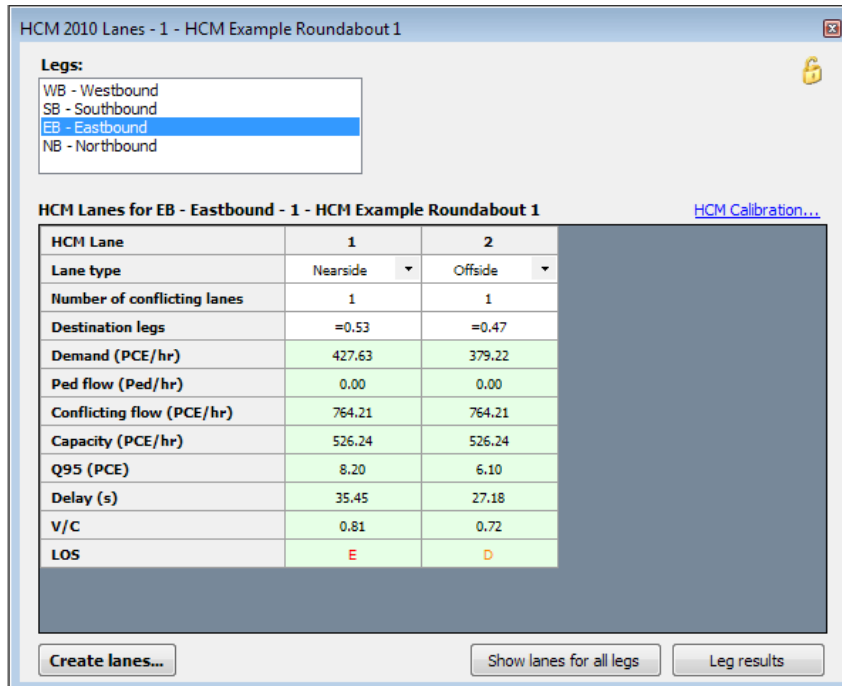 HCM 2010 Lanes - 1 - HCM Example Roundabout 1
Legs:
WB - Westbound
SB - Southbound
EB - Eastbound
NB - Northbound
HCM Lanes for EB - Eastbound - 1 - HCM Example Roundabout 1 HCM Calibration...
HCM Lane 1 2
Lane type Nearside Offside
Number of conflicting lanes 1 1
Destination legs =0.53 =0.47
Demand (PCE/hr) 427.63 379.22
Ped flow (Ped/hr) 0.00 0.00
Conflicting flow (PCE/hr) 764.21 764.21
Capacity (PCE/hr) 526.24 526.24
Q95 (PCE) 8.20 6.10
Delay (s) 35.45 27.18
V/C 0.81 0.72
LOS E D
Create lanes... Show lanes for all legs Leg results